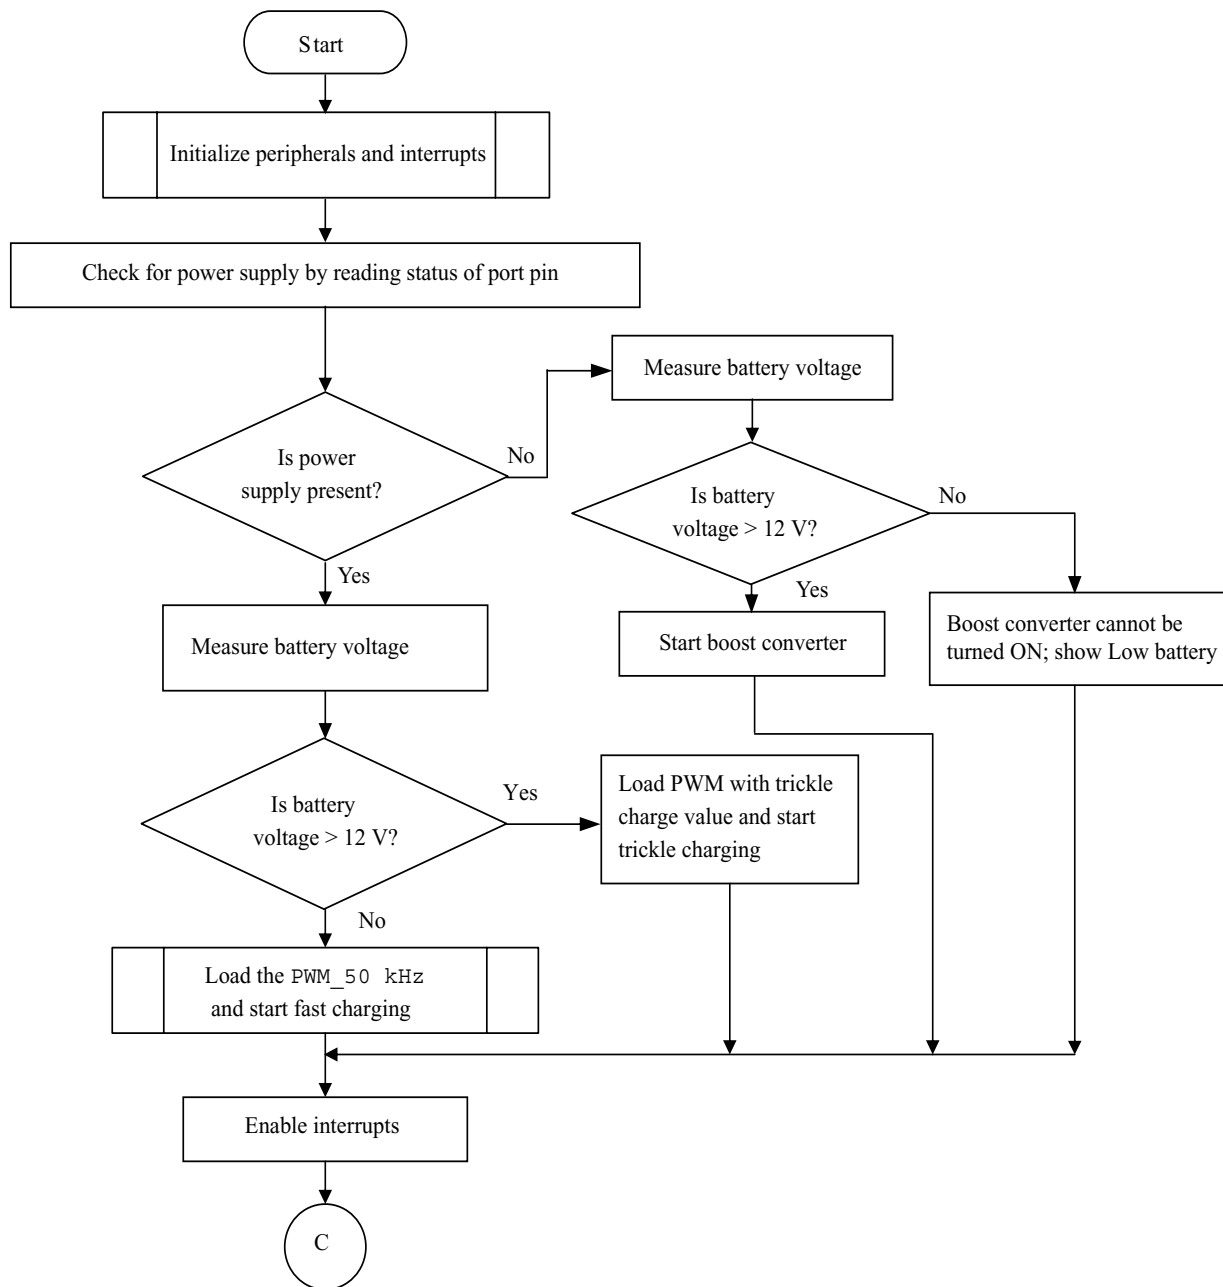 Start
Initialize peripherals and interrupts
Check for power supply by reading status of port pin
Is power
supply present?
No
Measure battery voltage
Is battery
voltage > 12 V?
No
Yes
Start boost converter
Boost converter cannot be
turned ON; show Low battery
Yes
Measure battery voltage
Is battery
voltage > 12 V?
Yes
Load PWM with trickle
charge value and start
trickle charging
No
Load the PWM_50 kHz
and start fast charging
Enable interrupts
C